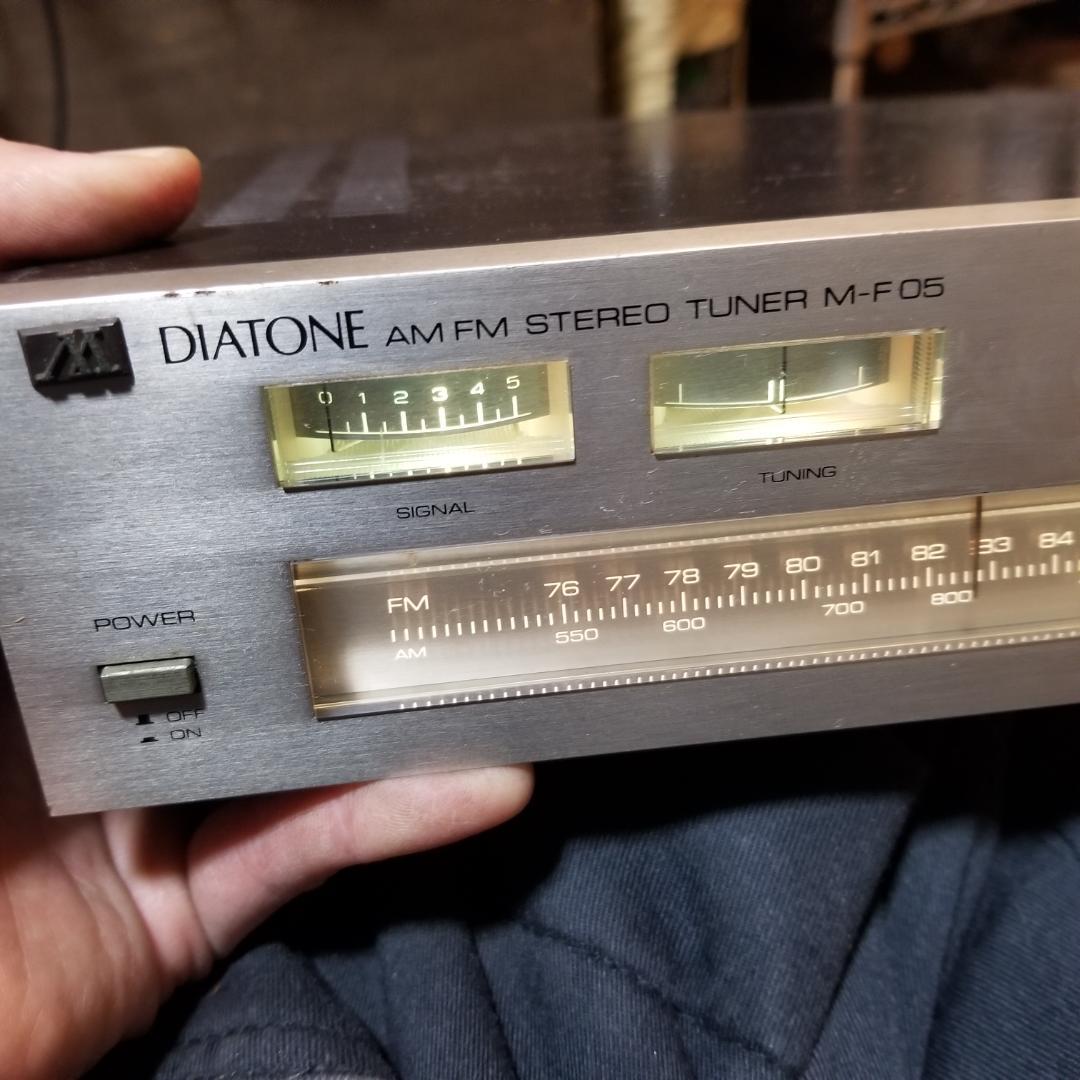 DIATONE AM FM STEREO TUNER M-F05
0 1 2 3 4 5
SIGNAL
TUNING
FM 76 77 78 79 80 81 82 83 84
AM 550 600 700 800
POWER
OFF
ON